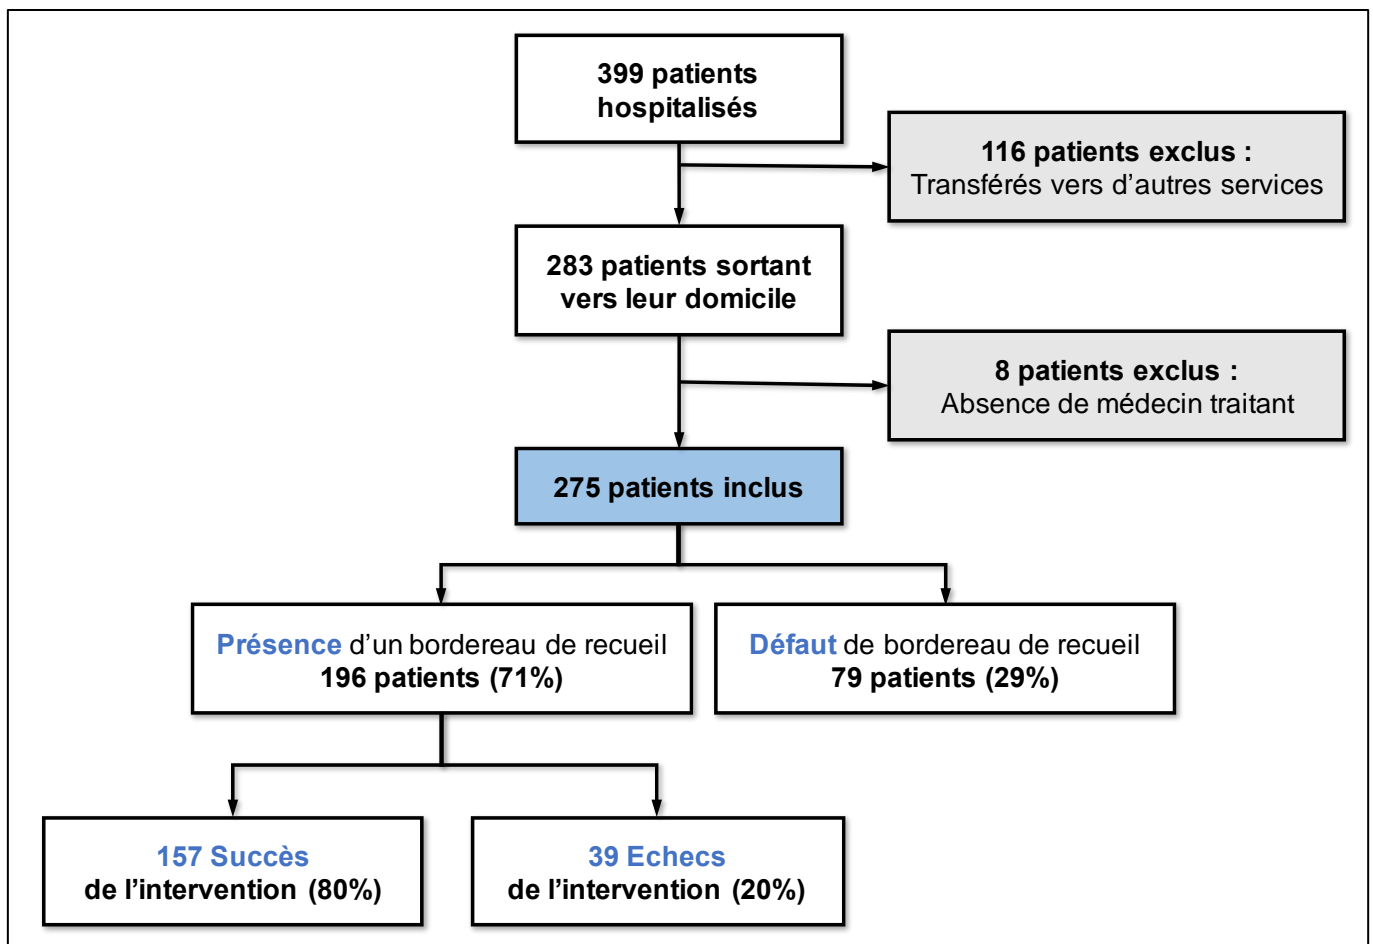 399 patients
hospitalisés
116 patients exclus :
Transférés vers d’autres services
283 patients sortant
vers leur domicile
8 patients exclus :
Absence de médecin traitant
275 patients inclus
Présence d’un bordereau de recueil
196 patients (71%)
Défaut de bordereau de recueil
79 patients (29%)
157 Succès
de l’intervention (80%)
39 Echecs
de l’intervention (20%)